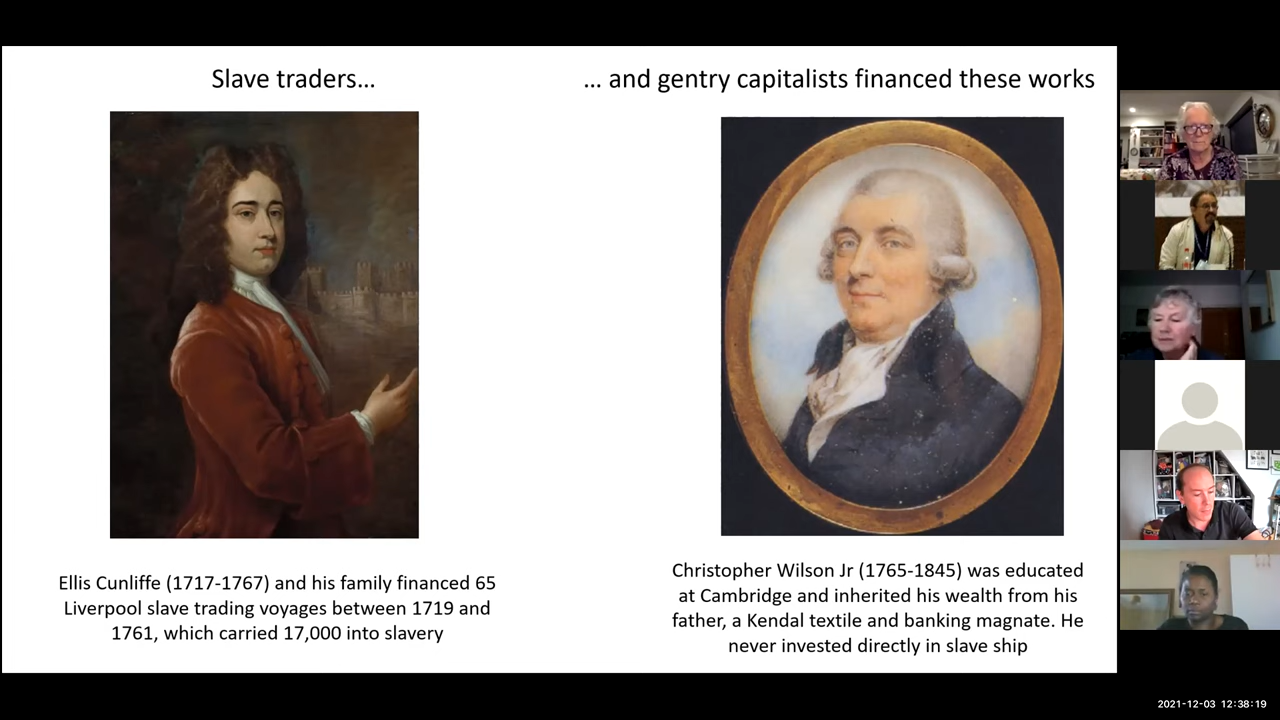 Slave traders…
… and gentry capitalists financed these works
Ellis Cunliffe (1717-1767) and his family financed 65
Liverpool slave trading voyages between 1719 and
1761, which carried 17,000 into slavery
Christopher Wilson Jr (1765-1845) was educated
at Cambridge and inherited his wealth from his
father, a Kendal textile and banking magnate. He
never invested directly in slave ship
2021-12-03 12:38:19